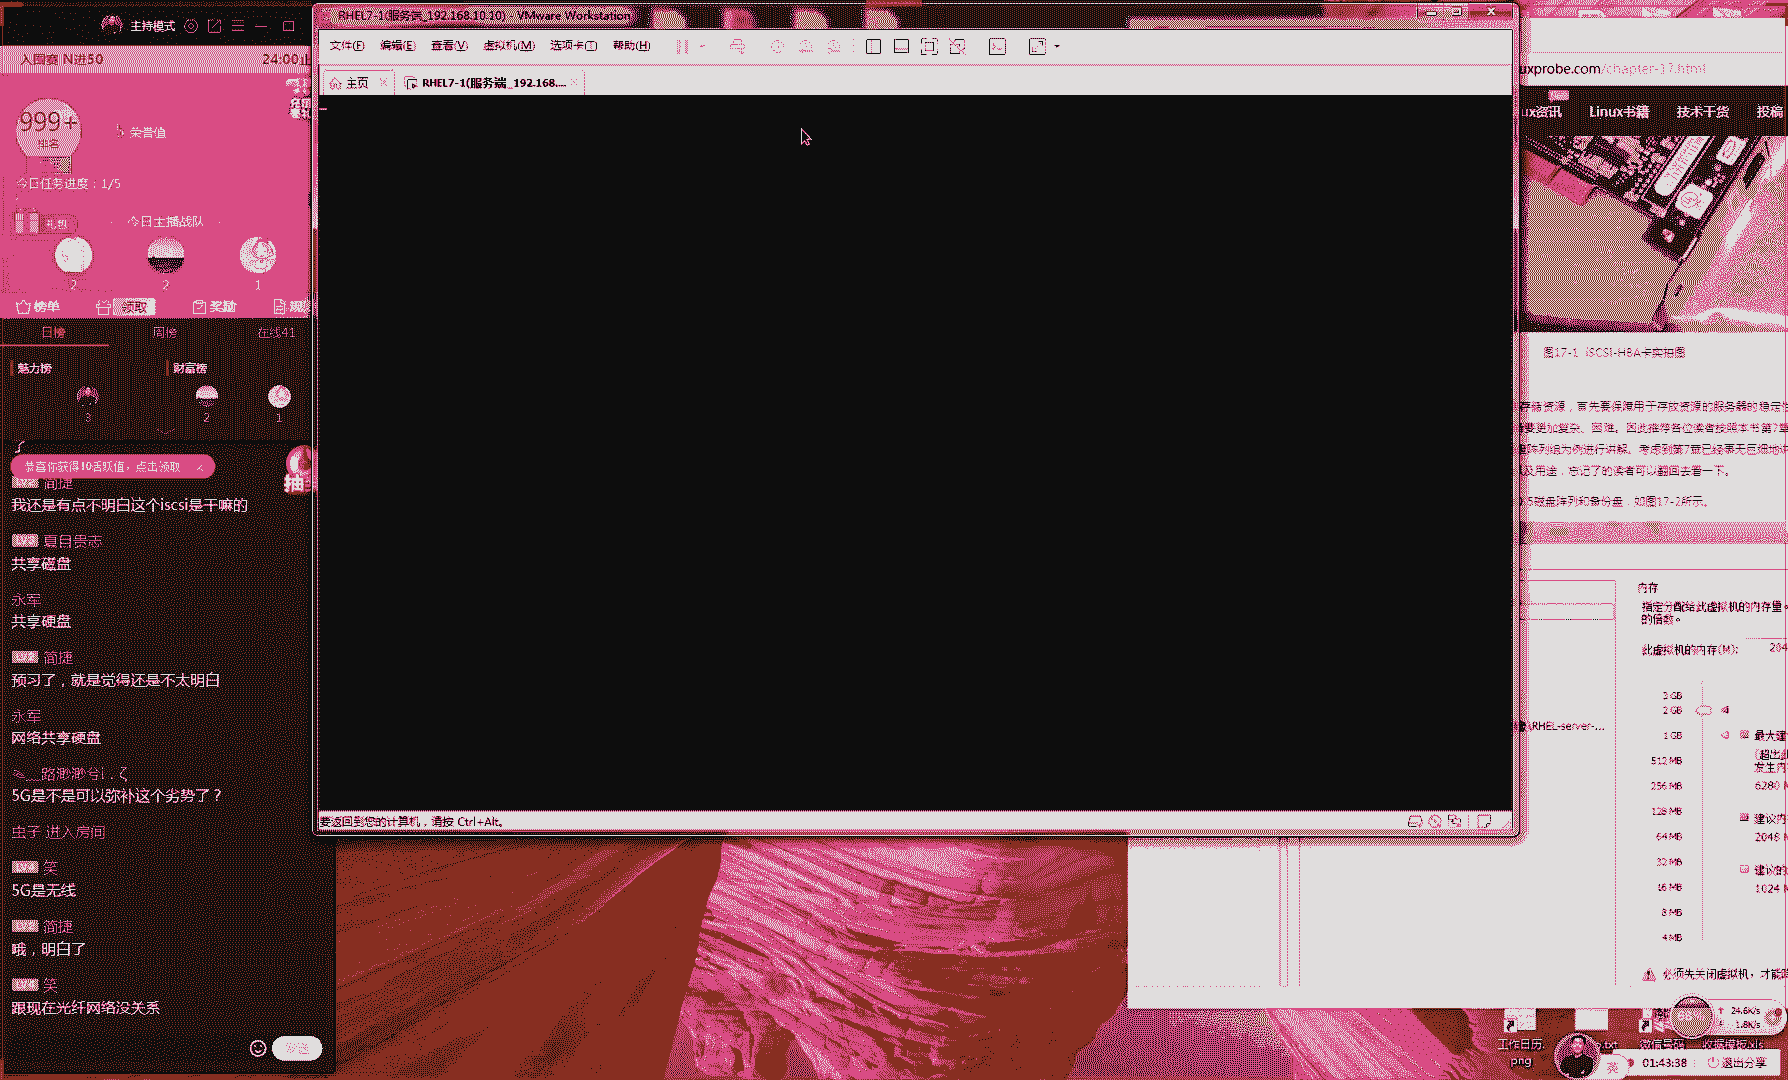 主持模式
入围赛 N进50
24:00止
999+
排名
荣誉值
今日任务进度：1/5
礼包
今日主播战队
2
2
1
榜单
领取
奖励
日榜
周榜
在线41
魅力榜
财富榜
3
2
1
恭喜你获得10活跃值，点击领取
抽
LV2 简捷
我还是有点不明白这个iscsi是干嘛的
LV3 夏目贵志
共享磁盘
永军
共享硬盘
LV2 简捷
预习了，就是觉得还是不太明白
永军
网络共享硬盘
5G是不是可以弥补这个劣势了？
虫子 进入房间
LV4 笑
5G是无线
LV2 简捷
哦，明白了
LV4 笑
跟现在光纤网络没关系
发送
RHEL7-1(服务端_192.168.10.10) - VMware Workstation
文件(F)
编辑(E)
查看(V)
虚拟机(M)
选项卡(T)
帮助(H)
主页
RHEL7-1(服务端_192.168....
要返回到您的计算机，请按 Ctrl+Alt。
uxprobe.com/chapter-17.html
New
ux资讯
Linux书籍
技术干货
投稿
图17-1 iSCSI-HBA卡实拍图
存储资源，首先要保障用于存放资源的服务器的稳定性
要更加复杂、困难。因此推荐各位读者按照本书第7章
阵列组为例进行讲解。考虑到第7章已经事无巨细地讲
及用途，忘记了的读者可以翻回去看一下。
5磁盘阵列和备份盘，如图17-2所示。
内存
指定分配给此虚拟机的内存量。
的倍数。
此虚拟机的内存(M):
204
RHEL-server-...
2 GB
1 GB
512 MB
256 MB
128 MB
64 MB
32 MB
16 MB
8 MB
4 MB
最大建
(超出此
发生内
6280 M
建议内
2048 M
建议的
1024 M
必须先关闭虚拟机，才能
24.6K/s
1.8K/s
工作日历.
png
.txt
微信号码
收据模板.xls
英
01:43:38
退出分享